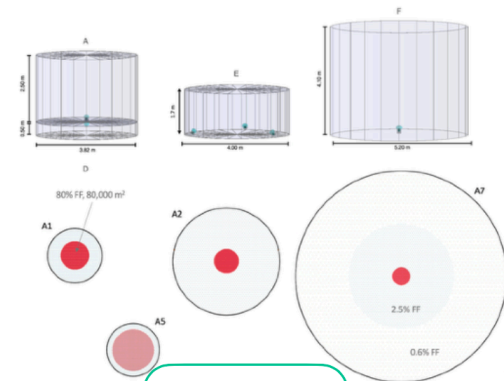 A
E
F
2.50 m
0.50 m
3.92 m
1.7 m
4.00 m
4.10 m
5.20 m
D
80% FF, 80,000 m²
A1
A2
A7
2.5% FF
0.6% FF
A5